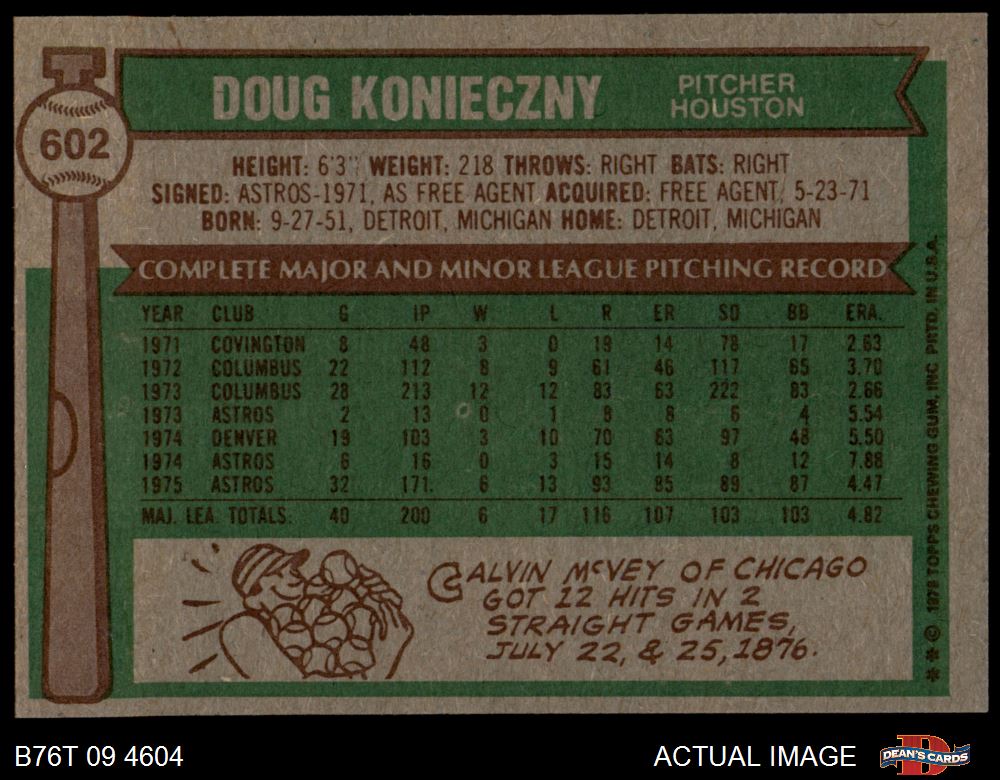 602
DOUG KONIECZNY
PITCHER
HOUSTON
HEIGHT: 6'3" WEIGHT: 218 THROWS: RIGHT BATS: RIGHT
SIGNED: ASTROS-1971, AS FREE AGENT ACQUIRED: FREE AGENT, 5-23-71
BORN: 9-27-51, DETROIT, MICHIGAN HOME: DETROIT, MICHIGAN
COMPLETE MAJOR AND MINOR LEAGUE PITCHING RECORD
YEAR CLUB G IP W L R ER SO BB ERA.
1971 COVINGTON 8 48 3 0 19 14 78 17 2.63
1972 COLUMBUS 22 112 8 9 61 46 117 65 3.70
1973 COLUMBUS 28 213 12 12 83 63 222 83 2.66
1973 ASTROS 2 13 0 1 8 8 6 4 5.54
1974 DENVER 19 103 3 10 70 63 97 48 5.50
1974 ASTROS 6 16 0 3 15 14 8 12 7.88
1975 ASTROS 32 171. 6 13 93 85 89 87 4.47
MAJ. LEA. TOTALS. 40 200 6 17 116 107 103 103 4.82
CALVIN McVEY OF CHICAGO
GOT 12 HITS IN 2
STRAIGHT GAMES,
JULY 22, & 25, 1876.
** © 1976 TOPPS CHEWING GUM, INC PRTD. IN U.S.A.
B76T 09 4604
ACTUAL IMAGE
DEAN'S CARDS